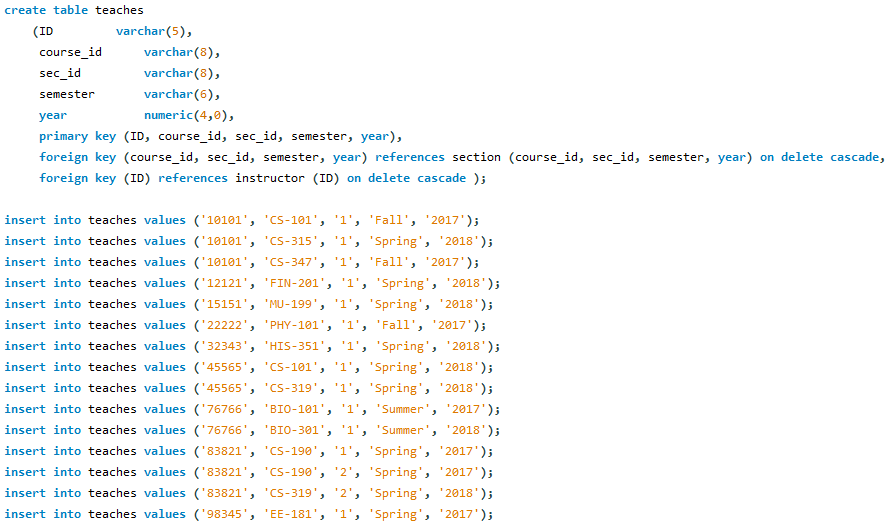 create table teaches
(ID varchar(5),
course_id varchar(8),
sec_id varchar(8),
semester varchar(6),
year numeric(4,0),
primary key (ID, course_id, sec_id, semester, year),
foreign key (course_id, sec_id, semester, year) references section (course_id, sec_id, semester, year) on delete cascade,
foreign key (ID) references instructor (ID) on delete cascade );
insert into teaches values ('10101', 'CS-101', '1', 'Fall', '2017');
insert into teaches values ('10101', 'CS-315', '1', 'Spring', '2018');
insert into teaches values ('10101', 'CS-347', '1', 'Fall', '2017');
insert into teaches values ('12121', 'FIN-201', '1', 'Spring', '2018');
insert into teaches values ('15151', 'MU-199', '1', 'Spring', '2018');
insert into teaches values ('22222', 'PHY-101', '1', 'Fall', '2017');
insert into teaches values ('32343', 'HIS-351', '1', 'Spring', '2018');
insert into teaches values ('45565', 'CS-101', '1', 'Spring', '2018');
insert into teaches values ('45565', 'CS-319', '1', 'Spring', '2018');
insert into teaches values ('76766', 'BIO-101', '1', 'Summer', '2017');
insert into teaches values ('76766', 'BIO-301', '1', 'Summer', '2018');
insert into teaches values ('83821', 'CS-190', '1', 'Spring', '2017');
insert into teaches values ('83821', 'CS-190', '2', 'Spring', '2017');
insert into teaches values ('83821', 'CS-319', '2', 'Spring', '2018');
insert into teaches values ('98345', 'EE-181', '1', 'Spring', '2017');